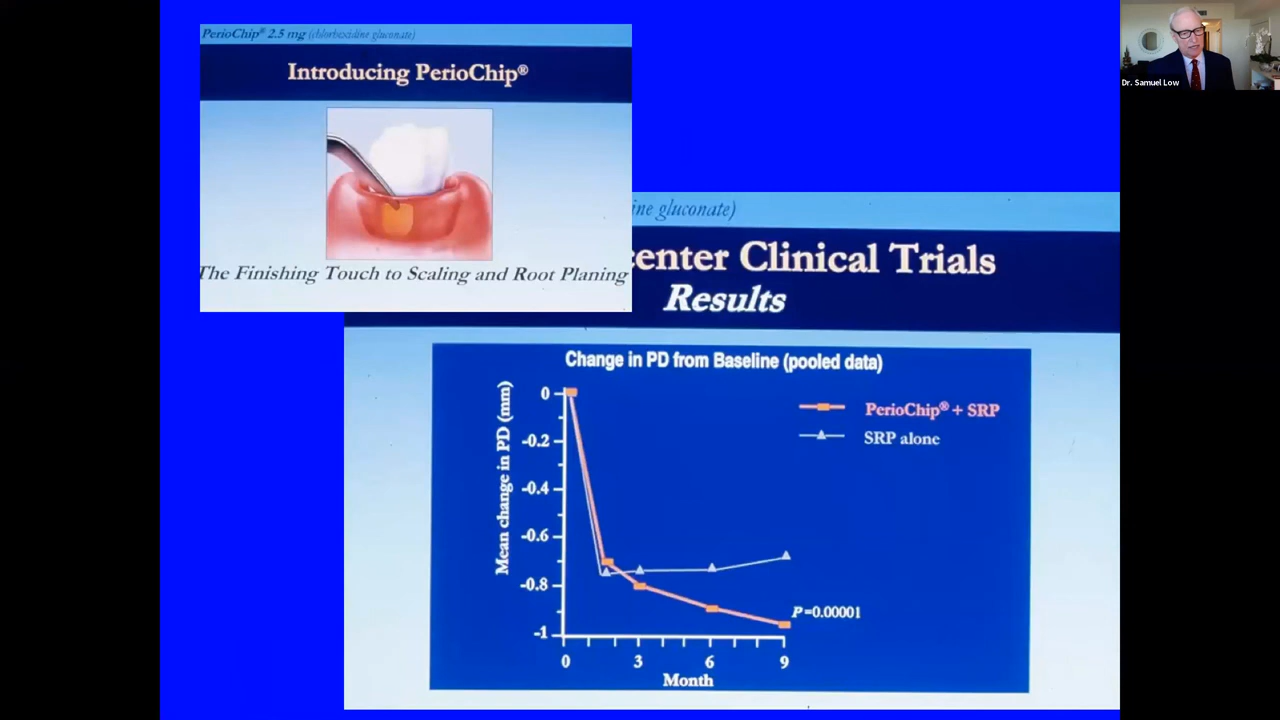 PerioChip® 2.5 mg (chlorhexidine gluconate)
Introducing PerioChip®
The Finishing Touch to Scaling and Root Planing
ine gluconate)
enter Clinical Trials
Results
Change in PD from Baseline (pooled data)
Mean change in PD (mm)
0
-0.2
-0.4
-0.6
-0.8
-1
PerioChip® + SRP
SRP alone
P=0.00001
0 3 6 9
Month
Dr. Samuel Low